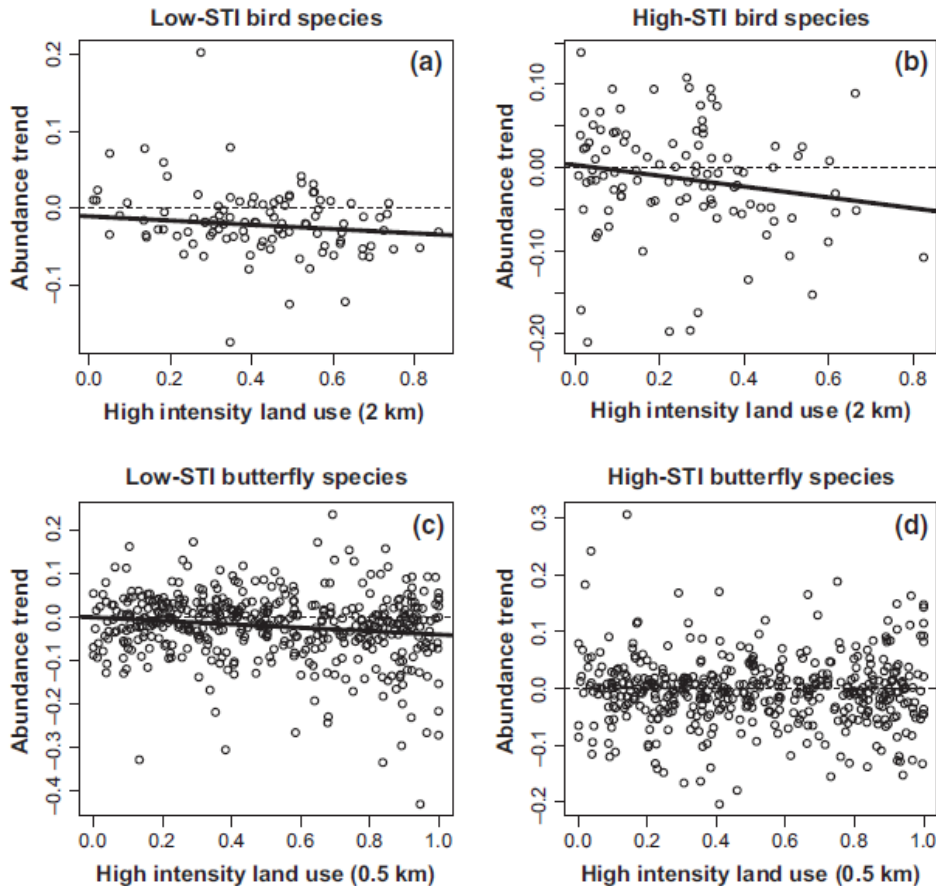 Low-STI bird species
(a)
Abundance trend
0.2
0.1
0.0
−0.1
0.0 0.2 0.4 0.6 0.8
High intensity land use (2 km)
High-STI bird species
(b)
Abundance trend
0.10
0.00
−0.10
−0.20
0.0 0.2 0.4 0.6 0.8
High intensity land use (2 km)
Low-STI butterfly species
(c)
Abundance trend
0.2
0.1
0.0
−0.1
−0.2
−0.3
−0.4
0.0 0.2 0.4 0.6 0.8 1.0
High intensity land use (0.5 km)
High-STI butterfly species
(d)
Abundance trend
0.3
0.2
0.1
0.0
−0.1
−0.2
0.0 0.2 0.4 0.6 0.8 1.0
High intensity land use (0.5 km)